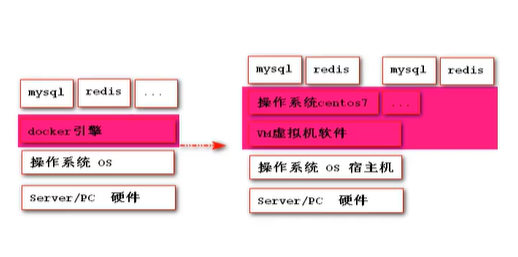 mysql redis ...
docker引擎
操作系统 OS
Server/PC 硬件
mysql redis mysql redis
操作系统centos7 ...
VM虚拟机软件
操作系统 OS 宿主机
Server/PC 硬件